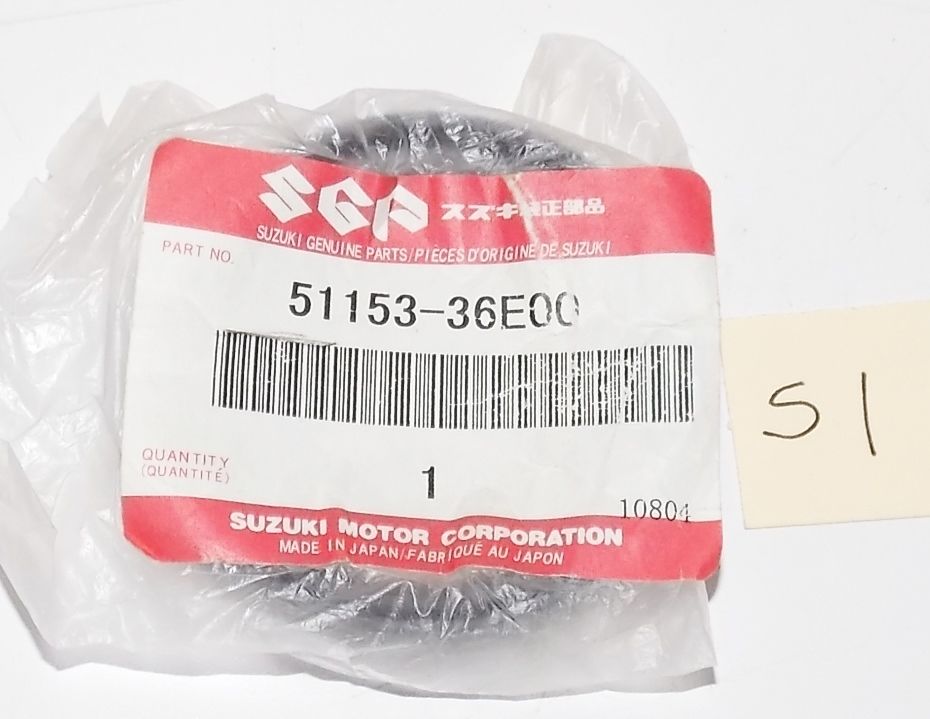 SGP スズキ純正部品
SUZUKI GENUINE PARTS/PIÈCES D'ORIGINE DE SUZUKI
PART NO.
51153-36E00
QUANTITY
(QUANTITÉ)
1
10804
SUZUKI MOTOR CORPORATION
MADE IN JAPAN/FABRIQUÉ AU JAPON
S1